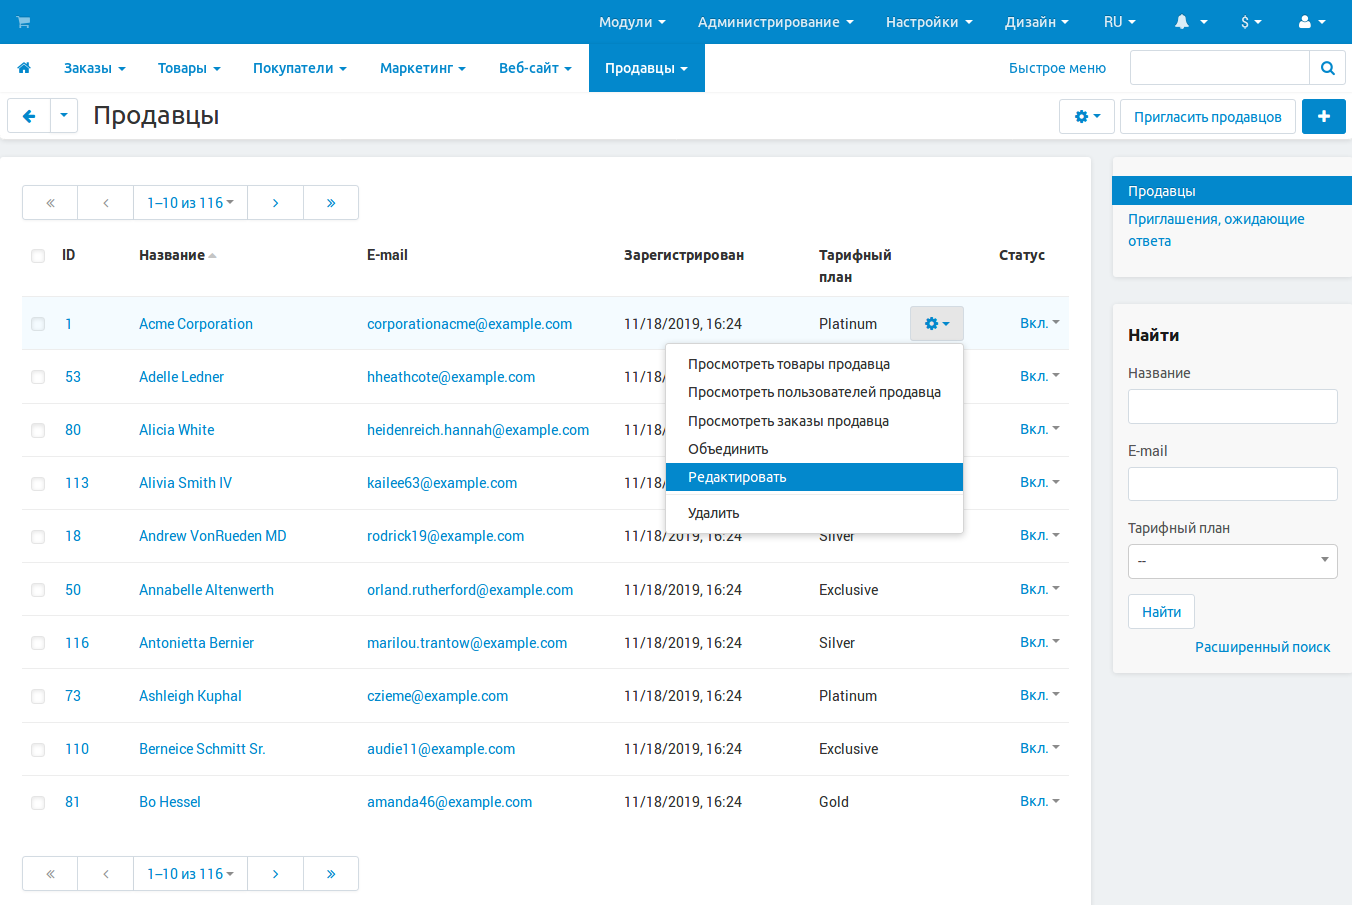 Модули Администрирование Настройки Дизайн RU $
Заказы Товары Покупатели Маркетинг Веб-сайт Продавцы Быстрое меню
Продавцы Пригласить продавцов
1–10 из 116
ID Название E-mail Зарегистрирован Тарифный план Статус
1 Acme Corporation corporationacme@example.com 11/18/2019, 16:24 Platinum Вкл.
Просмотреть товары продавца
Просмотреть пользователей продавца
Просмотреть заказы продавца
Объединить
Редактировать
Удалить
53 Adelle Ledner hheathcote@example.com 11/18/ Вкл.
80 Alicia White heidenreich.hannah@example.com 11/18/ Вкл.
113 Alivia Smith IV kailee63@example.com 11/18/ Вкл.
18 Andrew VonRueden MD rodrick19@example.com 11/18/2019, 16:24 Silver Вкл.
50 Annabelle Altenwerth orland.rutherford@example.com 11/18/2019, 16:24 Exclusive Вкл.
116 Antonietta Bernier marilou.trantow@example.com 11/18/2019, 16:24 Silver Вкл.
73 Ashleigh Kuphal czieme@example.com 11/18/2019, 16:24 Platinum Вкл.
110 Berneice Schmitt Sr. audie11@example.com 11/18/2019, 16:24 Exclusive Вкл.
81 Bo Hessel amanda46@example.com 11/18/2019, 16:24 Gold Вкл.
1–10 из 116
Продавцы
Приглашения, ожидающие
ответа
Найти
Название
E-mail
Тарифный план
--
Найти
Расширенный поиск